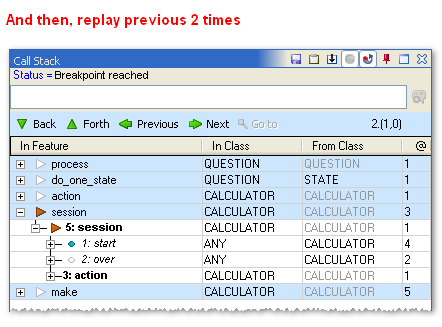 And then, replay previous 2 times
Call Stack
Status = Breakpoint reached
Back Forth Previous Next Go to 2.(1,0)
In Feature In Class From Class @
process QUESTION QUESTION 1
do_one_state QUESTION STATE 1
action CALCULATOR CALCULATOR 1
session CALCULATOR CALCULATOR 3
5: session CALCULATOR CALCULATOR 1
1: start ANY CALCULATOR 4
2: over ANY CALCULATOR 2
3: action CALCULATOR CALCULATOR 1
make CALCULATOR CALCULATOR 5